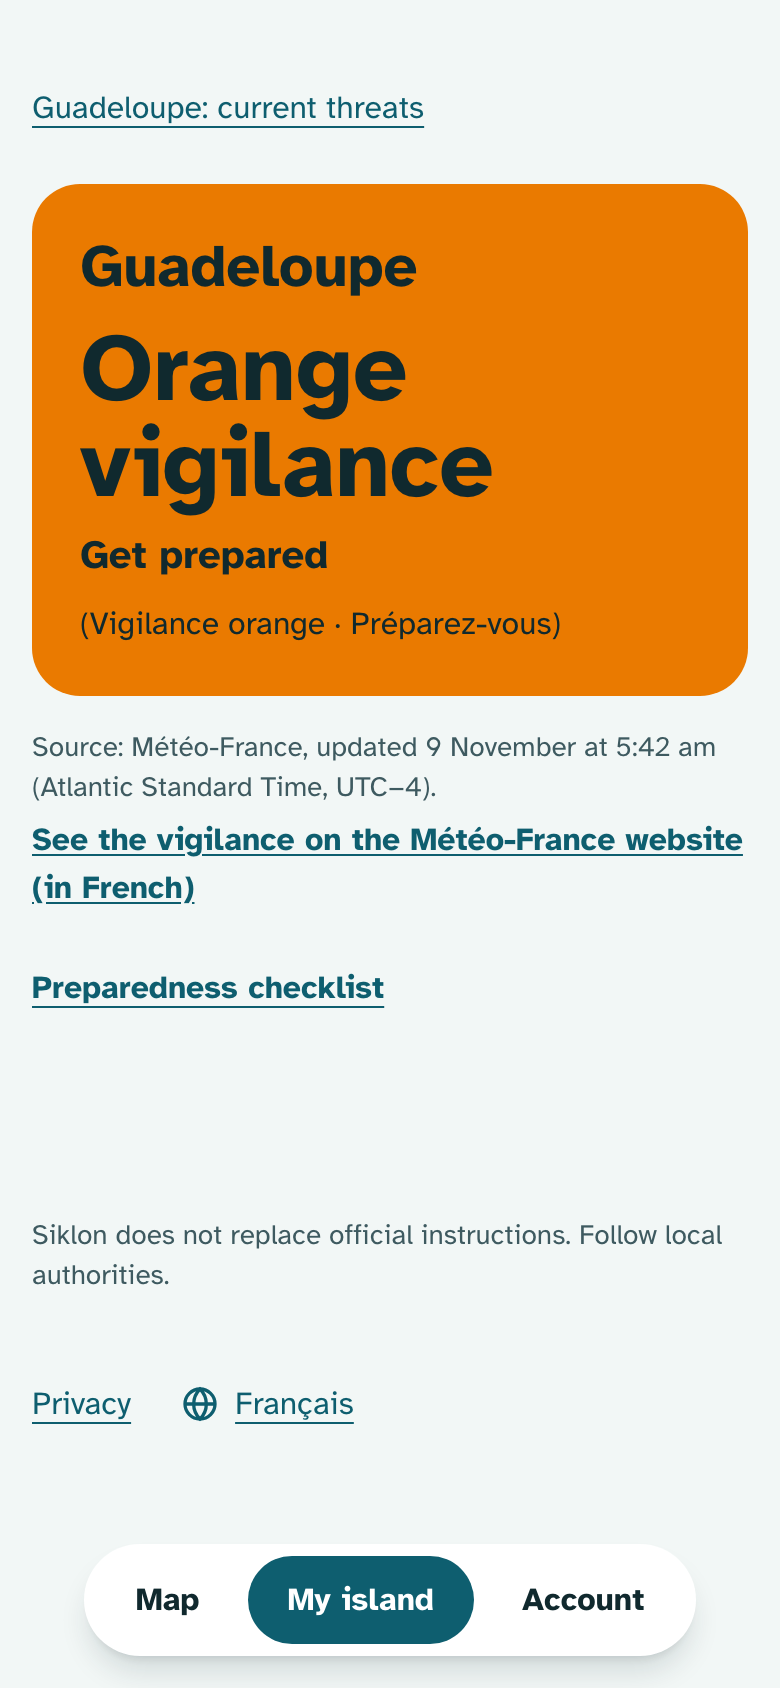 Guadeloupe: current threats
Guadeloupe
Orange
vigilance
Get prepared
(Vigilance orange · Préparez-vous)
Source: Météo-France, updated 9 November at 5:42 am
(Atlantic Standard Time, UTC−4).
See the vigilance on the Météo-France website
(in French)
Preparedness checklist
Siklon does not replace official instructions. Follow local
authorities.
Privacy Français
Map My island Account